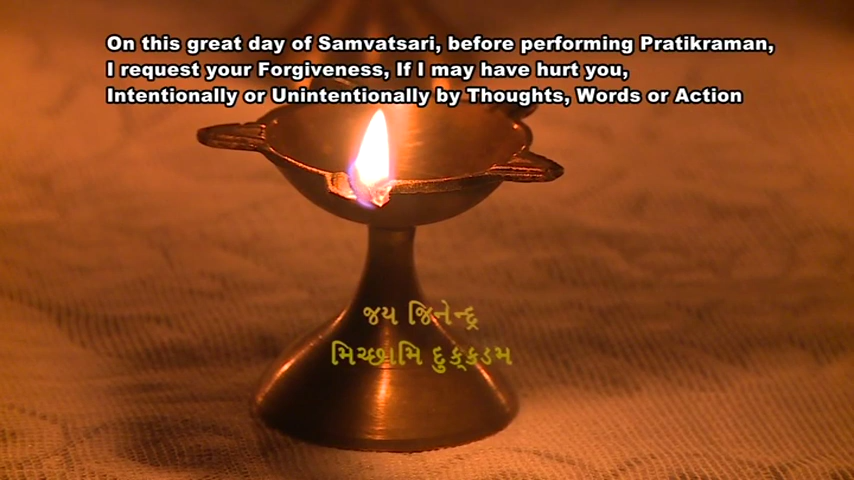 On this great day of Samvatsari, before performing Pratikraman,
I request your Forgiveness, If I may have hurt you,
Intentionally or Unintentionally by Thoughts, Words or Action
જય જિનેન્દ્ર
મિચ્છામિ દુક્કડમ